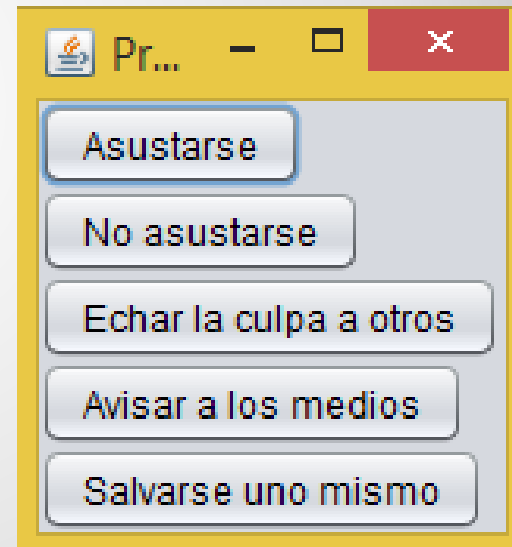 Pr...
Asustarse
No asustarse
Echar la culpa a otros
Avisar a los medios
Salvarse uno mismo